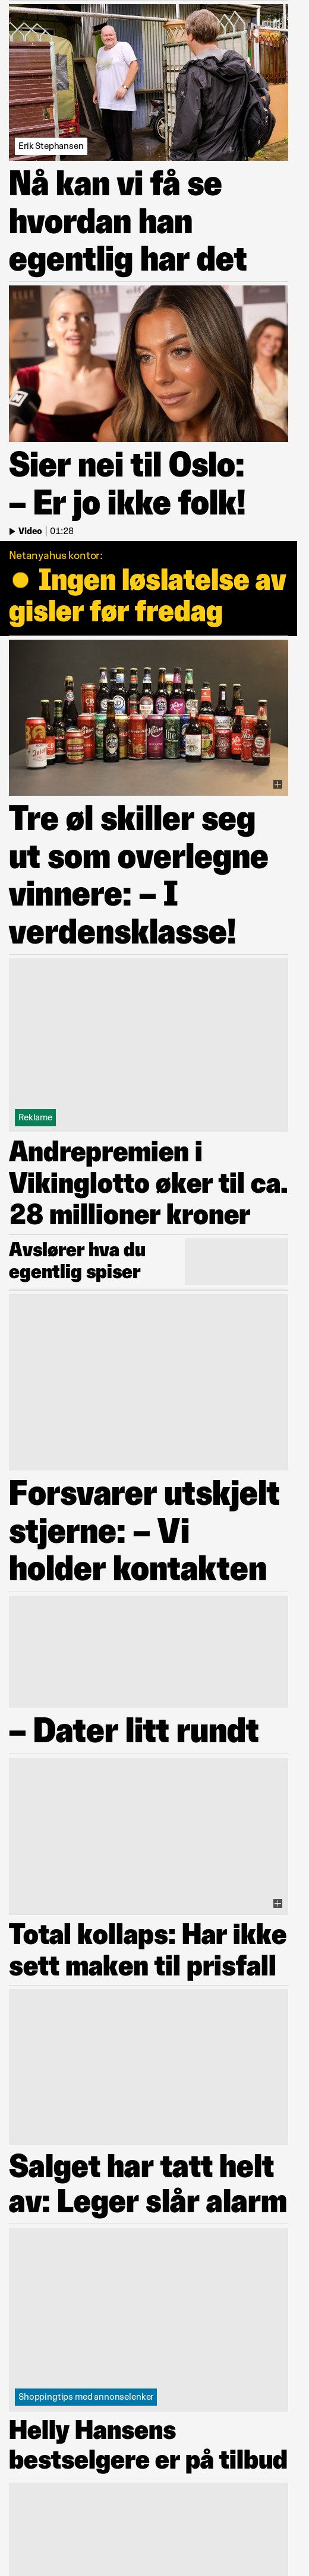 Erik Stephansen
Nå kan vi få se
hvordan han
egentlig har det
Sier nei til Oslo:
– Er jo ikke folk!
Video | 01:28
Netanyahus kontor:
● Ingen løslatelse av
gisler før fredag
Tre øl skiller seg
ut som overlegne
vinnere: – I
verdensklasse!
Reklame
Andrepremien i
Vikinglotto øker til ca.
28 millioner kroner
Avslører hva du
egentlig spiser
Forsvarer utskjelt
stjerne: – Vi
holder kontakten
– Dater litt rundt
Total kollaps: Har ikke
sett maken til prisfall
Salget har tatt helt
av: Leger slår alarm
Shoppingtips med annonselenker
Helly Hansens
bestselgere er på tilbud